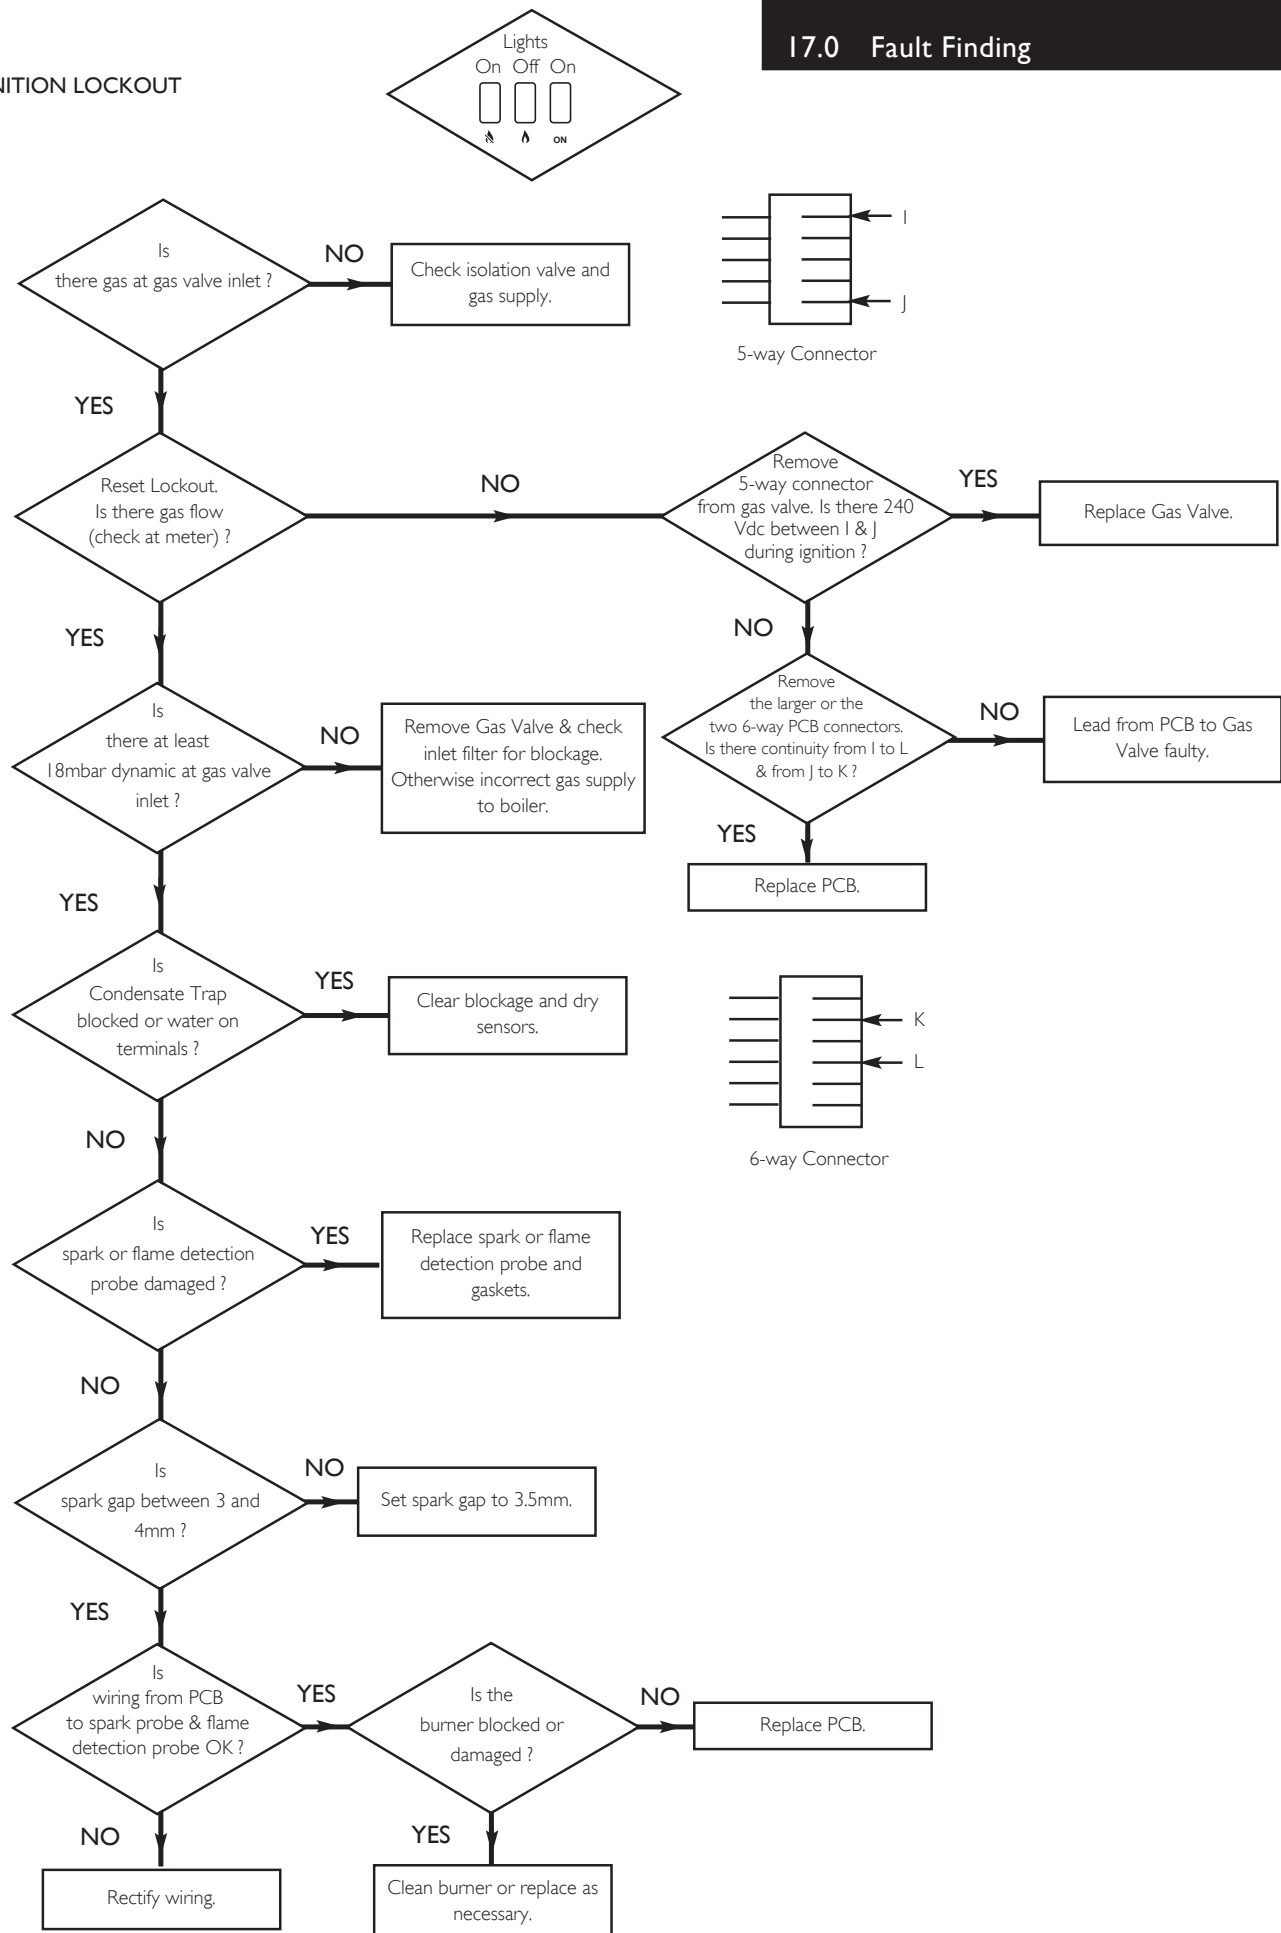 17.0 Fault Finding
NITION LOCKOUT
Lights
On Off On
ON
Is
there gas at gas valve inlet ?
NO
Check isolation valve and
gas supply.
I
J
5-way Connector
YES
Reset Lockout.
Is there gas flow
(check at meter) ?
NO
Remove
5-way connector
from gas valve. Is there 240
Vdc between I & J
during ignition ?
YES
Replace Gas Valve.
YES
NO
Is
there at least
18mbar dynamic at gas valve
inlet ?
NO
Remove Gas Valve & check
inlet filter for blockage.
Otherwise incorrect gas supply
to boiler.
Remove
the larger or the
two 6-way PCB connectors.
Is there continuity from I to L
& from J to K ?
NO
Lead from PCB to Gas
Valve faulty.
YES
Replace PCB.
YES
Is
Condensate Trap
blocked or water on
terminals ?
YES
Clear blockage and dry
sensors.
K
L
6-way Connector
NO
Is
spark or flame detection
probe damaged ?
YES
Replace spark or flame
detection probe and
gaskets.
NO
Is
spark gap between 3 and
4mm ?
NO
Set spark gap to 3.5mm.
YES
Is
wiring from PCB
to spark probe & flame
detection probe OK ?
YES
Is the
burner blocked or
damaged ?
NO
Replace PCB.
NO
Rectify wiring.
YES
Clean burner or replace as
necessary.